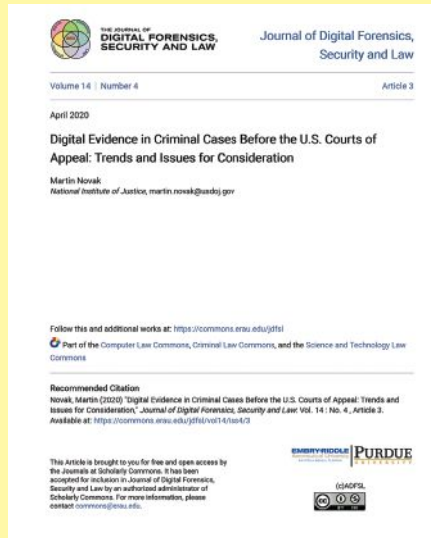 THE JOURNAL OF
DIGITAL FORENSICS,
SECURITY AND LAW
Journal of Digital Forensics,
Security and Law
Volume 14 | Number 4
Article 3
April 2020
Digital Evidence in Criminal Cases Before the U.S. Courts of
Appeal: Trends and Issues for Consideration
Martin Novak
National Institute of Justice, martin.novak@usdoj.gov
Follow this and additional works at: https://commons.erau.edu/jdfsl
Part of the Computer Law Commons, Criminal Law Commons, and the Science and Technology Law
Commons
Recommended Citation
Novak, Martin (2020) "Digital Evidence in Criminal Cases Before the U.S. Courts of Appeal: Trends and
Issues for Consideration," Journal of Digital Forensics, Security and Law: Vol. 14 : No. 4 , Article 3.
Available at: https://commons.erau.edu/jdfsl/vol14/iss4/3
This Article is brought to you for free and open access by
the Journals at Scholarly Commons. It has been
accepted for inclusion in Journal of Digital Forensics,
Security and Law by an authorized administrator of
Scholarly Commons. For more information, please
contact commons@erau.edu.
EMBRY-RIDDLE
PURDUE
UNIVERSITY
(c)ADFSL